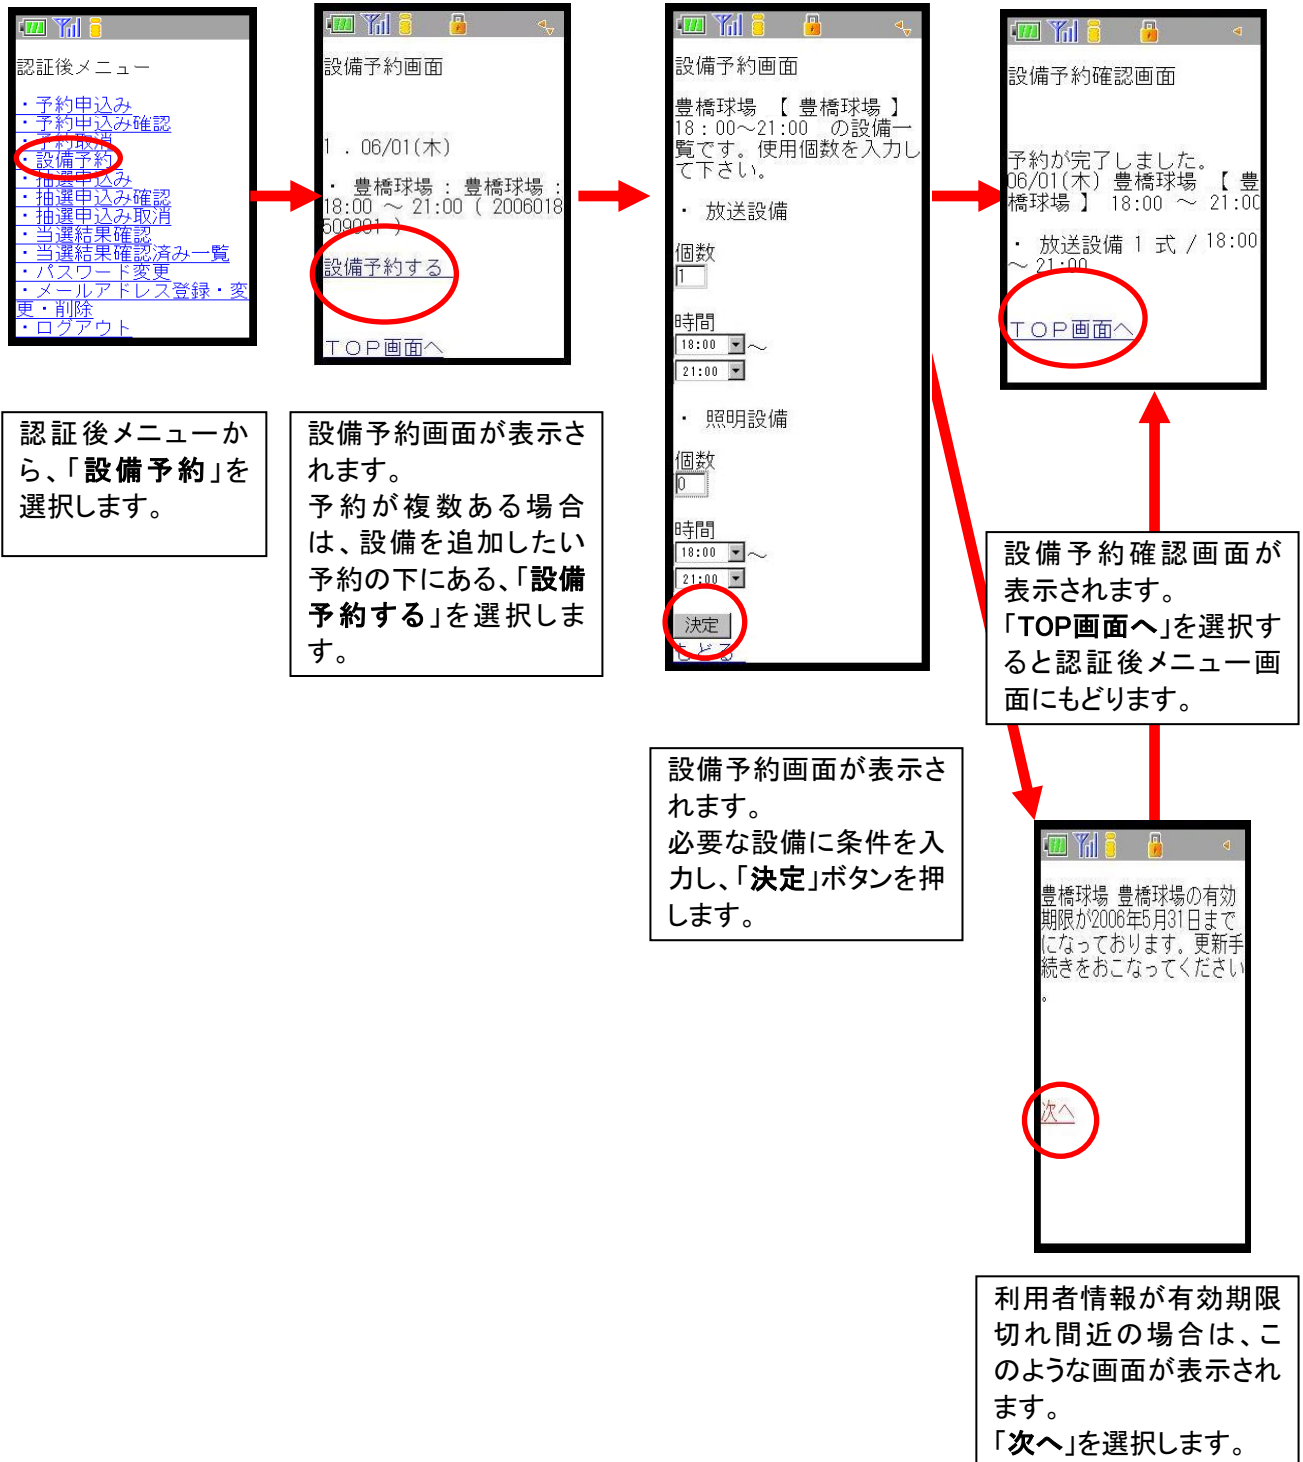 認証後メニュー
・予約申込み
・予約申込み確認
・予約取消
・設備予約
・抽選申込み
・抽選申込み確認
・抽選申込み取消
・当選結果確認
・当選結果確認済み一覧
・パスワード変更
・メールアドレス登録・変
更・削除
・ログアウト
認証後メニューか
ら、「設備予約」を
選択します。
設備予約画面
1 . 06/01(木)
・ 豊橋球場 : 豊橋球場 :
18:00 ～ 21:00 ( 2006018
509001 )
設備予約する
TOP画面へ
設備予約画面が表示さ
れます。
予約が複数ある場合
は、設備を追加したい
予約の下にある、「設備
予約する」を選択しま
す。
設備予約画面
豊橋球場 【 豊橋球場 】
18：00～21:00 の設備一
覧です。使用個数を入力し
て下さい。
・ 放送設備
個数
1
時間
18:00 ～
21:00
・ 照明設備
個数
0
時間
18:00 ～
21:00
決定
もどる
設備予約画面が表示さ
れます。
必要な設備に条件を入
力し、「決定」ボタンを押
します。
設備予約確認画面
予約が完了しました。
06/01(木) 豊橋球場 【 豊
橋球場 】 18:00 ～ 21:00
・ 放送設備 1 式 / 18:00
～ 21:00
TOP画面へ
設備予約確認画面が
表示されます。
「TOP画面へ」を選択す
ると認証後メニュー画
面にもどります。
豊橋球場 豊橋球場の有効
期限が2006年5月31日まで
になっております。更新手
続きをおこなってください
。
次へ
利用者情報が有効期限
切れ間近の場合は、こ
のような画面が表示され
ます。
「次へ」を選択します。